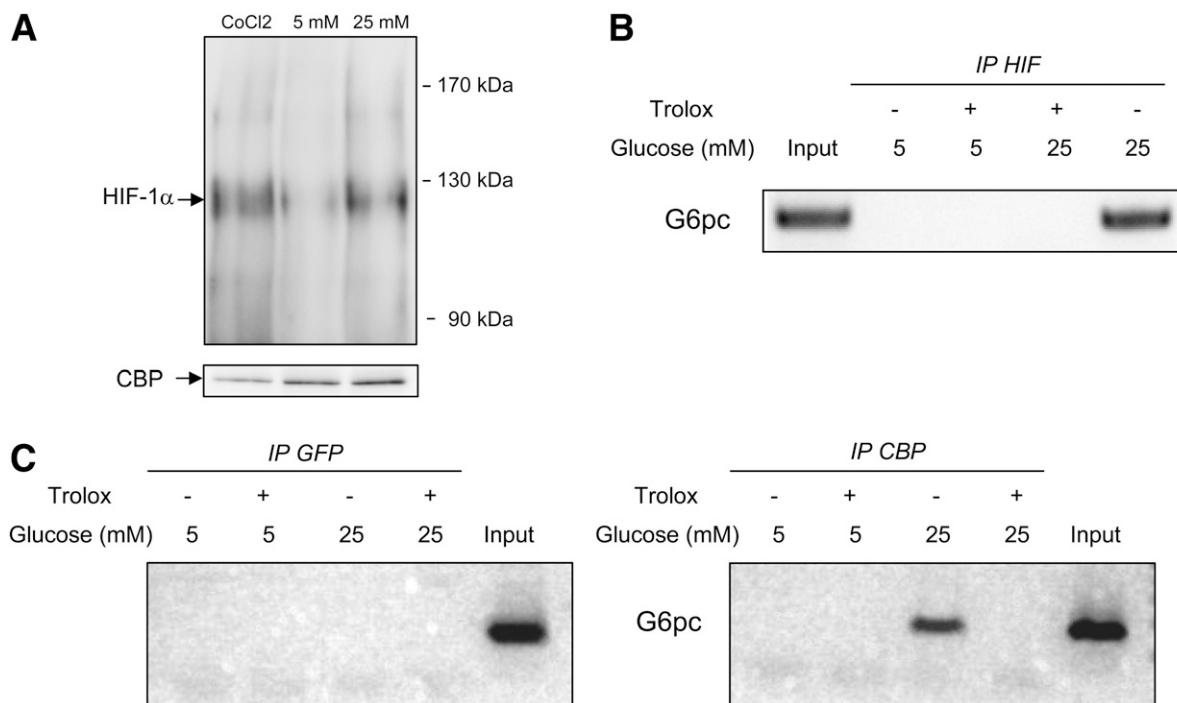 A
CoCl2 5 mM 25 mM
- 170 kDa
- 130 kDa
HIF-1α
- 90 kDa
CBP
B
IP HIF
Trolox - + + -
Glucose (mM) Input 5 5 25 25
G6pc
C
IP GFP
Trolox - + - +
Glucose (mM) 5 5 25 25 Input
IP CBP
Trolox - + - +
Glucose (mM) 5 5 25 25 Input
G6pc